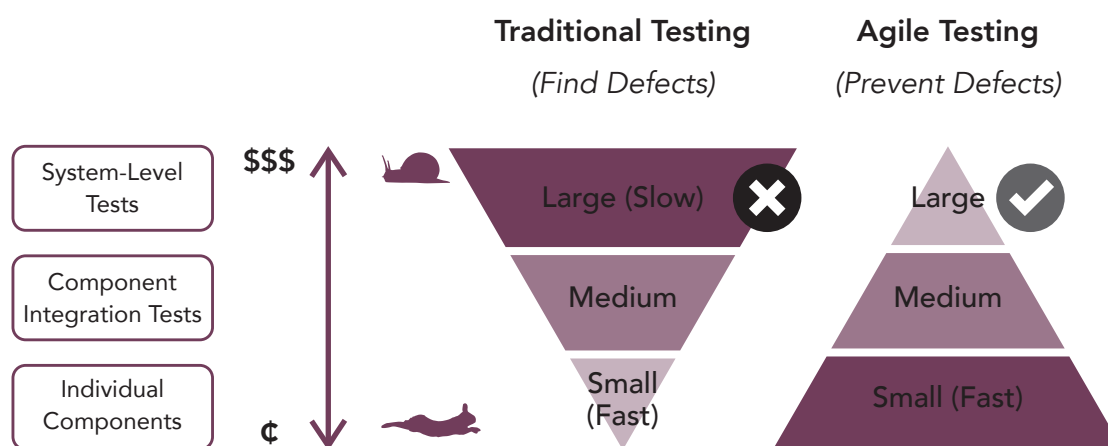 Traditional Testing
Agile Testing
(Find Defects)
(Prevent Defects)
System-Level
Tests
$$$
Large (Slow)
Large
Component
Integration Tests
Medium
Medium
Individual
Components
¢
Small
(Fast)
Small (Fast)